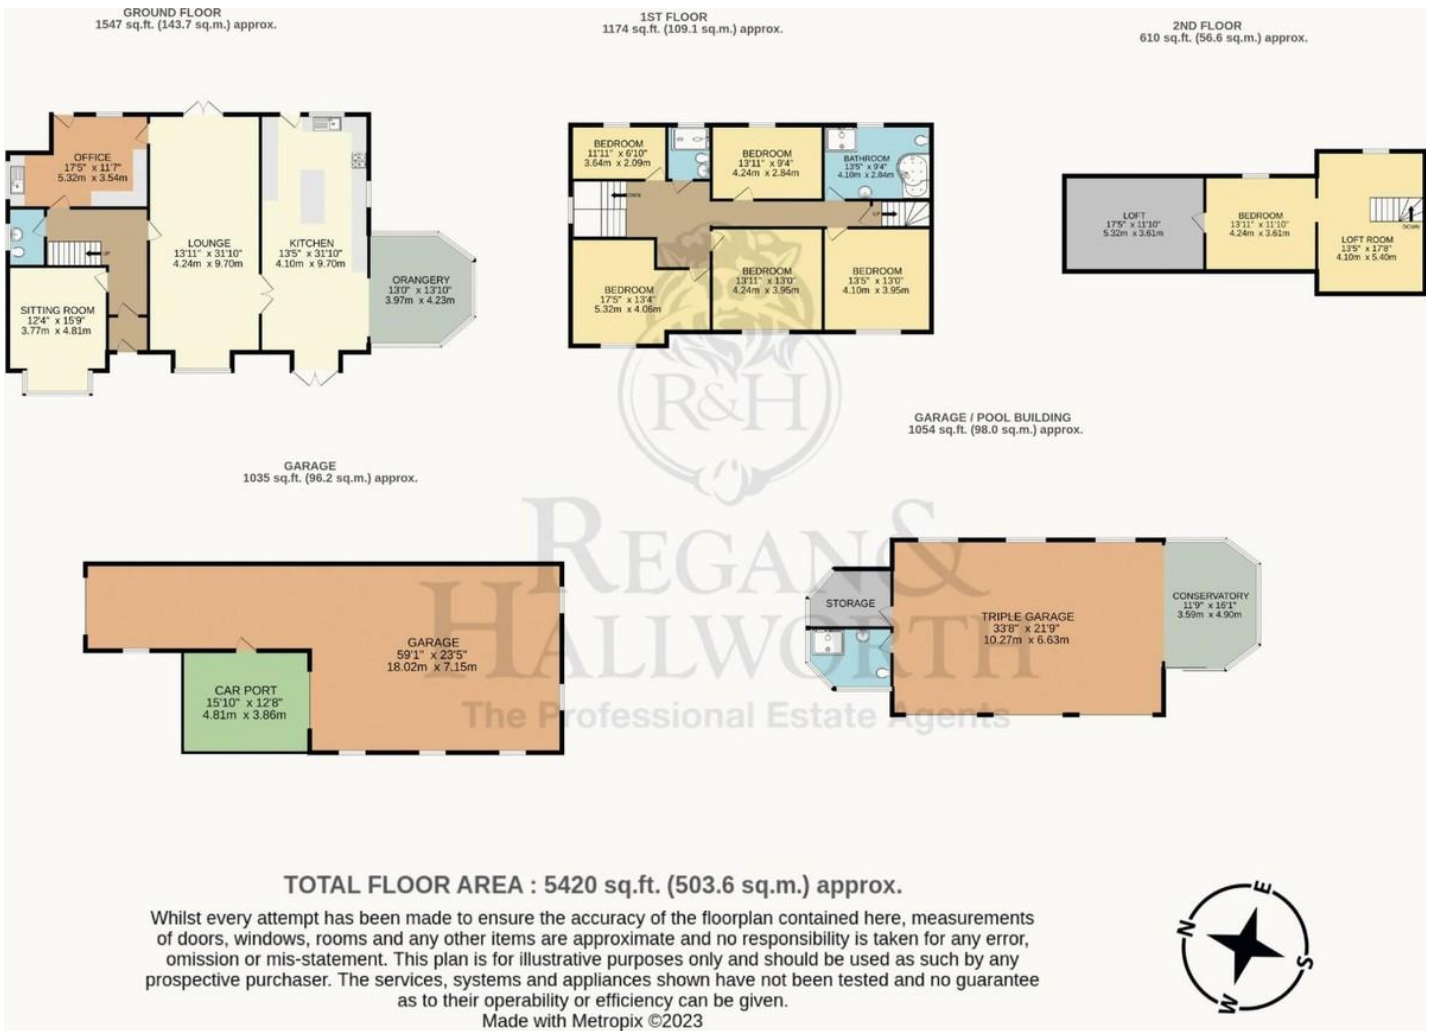 GROUND FLOOR
1547 sq.ft. (143.7 sq.m.) approx.
1ST FLOOR
1174 sq.ft. (109.1 sq.m.) approx.
2ND FLOOR
610 sq.ft. (56.6 sq.m.) approx.
OFFICE
17'5" x 11'7"
5.32m x 3.54m
LOUNGE
13'11" x 31'10"
4.24m x 9.70m
KITCHEN
13'5" x 31'10"
4.10m x 9.70m
UP
SITTING ROOM
12'4" x 15'9"
3.77m x 4.81m
ORANGERY
13'0" x 13'10"
3.97m x 4.23m
BEDROOM
11'11" x 6'10"
3.64m x 2.09m
BEDROOM
13'11" x 9'4"
4.24m x 2.84m
BATHROOM
13'5" x 9'4"
4.10m x 2.84m
DOWN
UP
BEDROOM
17'5" x 13'4"
5.32m x 4.06m
BEDROOM
13'11" x 13'0"
4.24m x 3.95m
BEDROOM
13'5" x 13'0"
4.10m x 3.95m
LOFT
17'5" x 11'10"
5.32m x 3.61m
BEDROOM
13'11" x 11'10"
4.24m x 3.61m
LOFT ROOM
13'5" x 17'8"
4.10m x 5.40m
DOWN
R&H
REGAN &
HALLWORTH
The Professional Estate Agents
GARAGE
1035 sq.ft. (96.2 sq.m.) approx.
GARAGE / POOL BUILDING
1054 sq.ft. (98.0 sq.m.) approx.
GARAGE
59'1" x 23'5"
18.02m x 7.15m
CAR PORT
15'10" x 12'8"
4.81m x 3.86m
STORAGE
TRIPLE GARAGE
33'8" x 21'9"
10.27m x 6.63m
CONSERVATORY
11'9" x 16'1"
3.59m x 4.90m
TOTAL FLOOR AREA : 5420 sq.ft. (503.6 sq.m.) approx.
Whilst every attempt has been made to ensure the accuracy of the floorplan contained here, measurements
of doors, windows, rooms and any other items are approximate and no responsibility is taken for any error,
omission or mis-statement. This plan is for illustrative purposes only and should be used as such by any
prospective purchaser. The services, systems and appliances shown have not been tested and no guarantee
as to their operability or efficiency can be given.
Made with Metropix ©2023
N
E
S
W